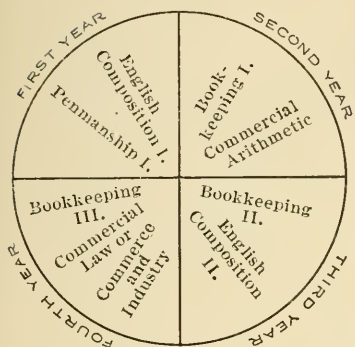 FIRST YEAR
English
Composition I.
Penmanship I.
SECOND YEAR
Book-
keeping I.
Commercial
Arithmetic
THIRD YEAR
Bookkeeping
II.
English
Composition
II.
FOURTH YEAR
Bookkeeping
III.
Commercial
Law or
Commerce
and
Industry